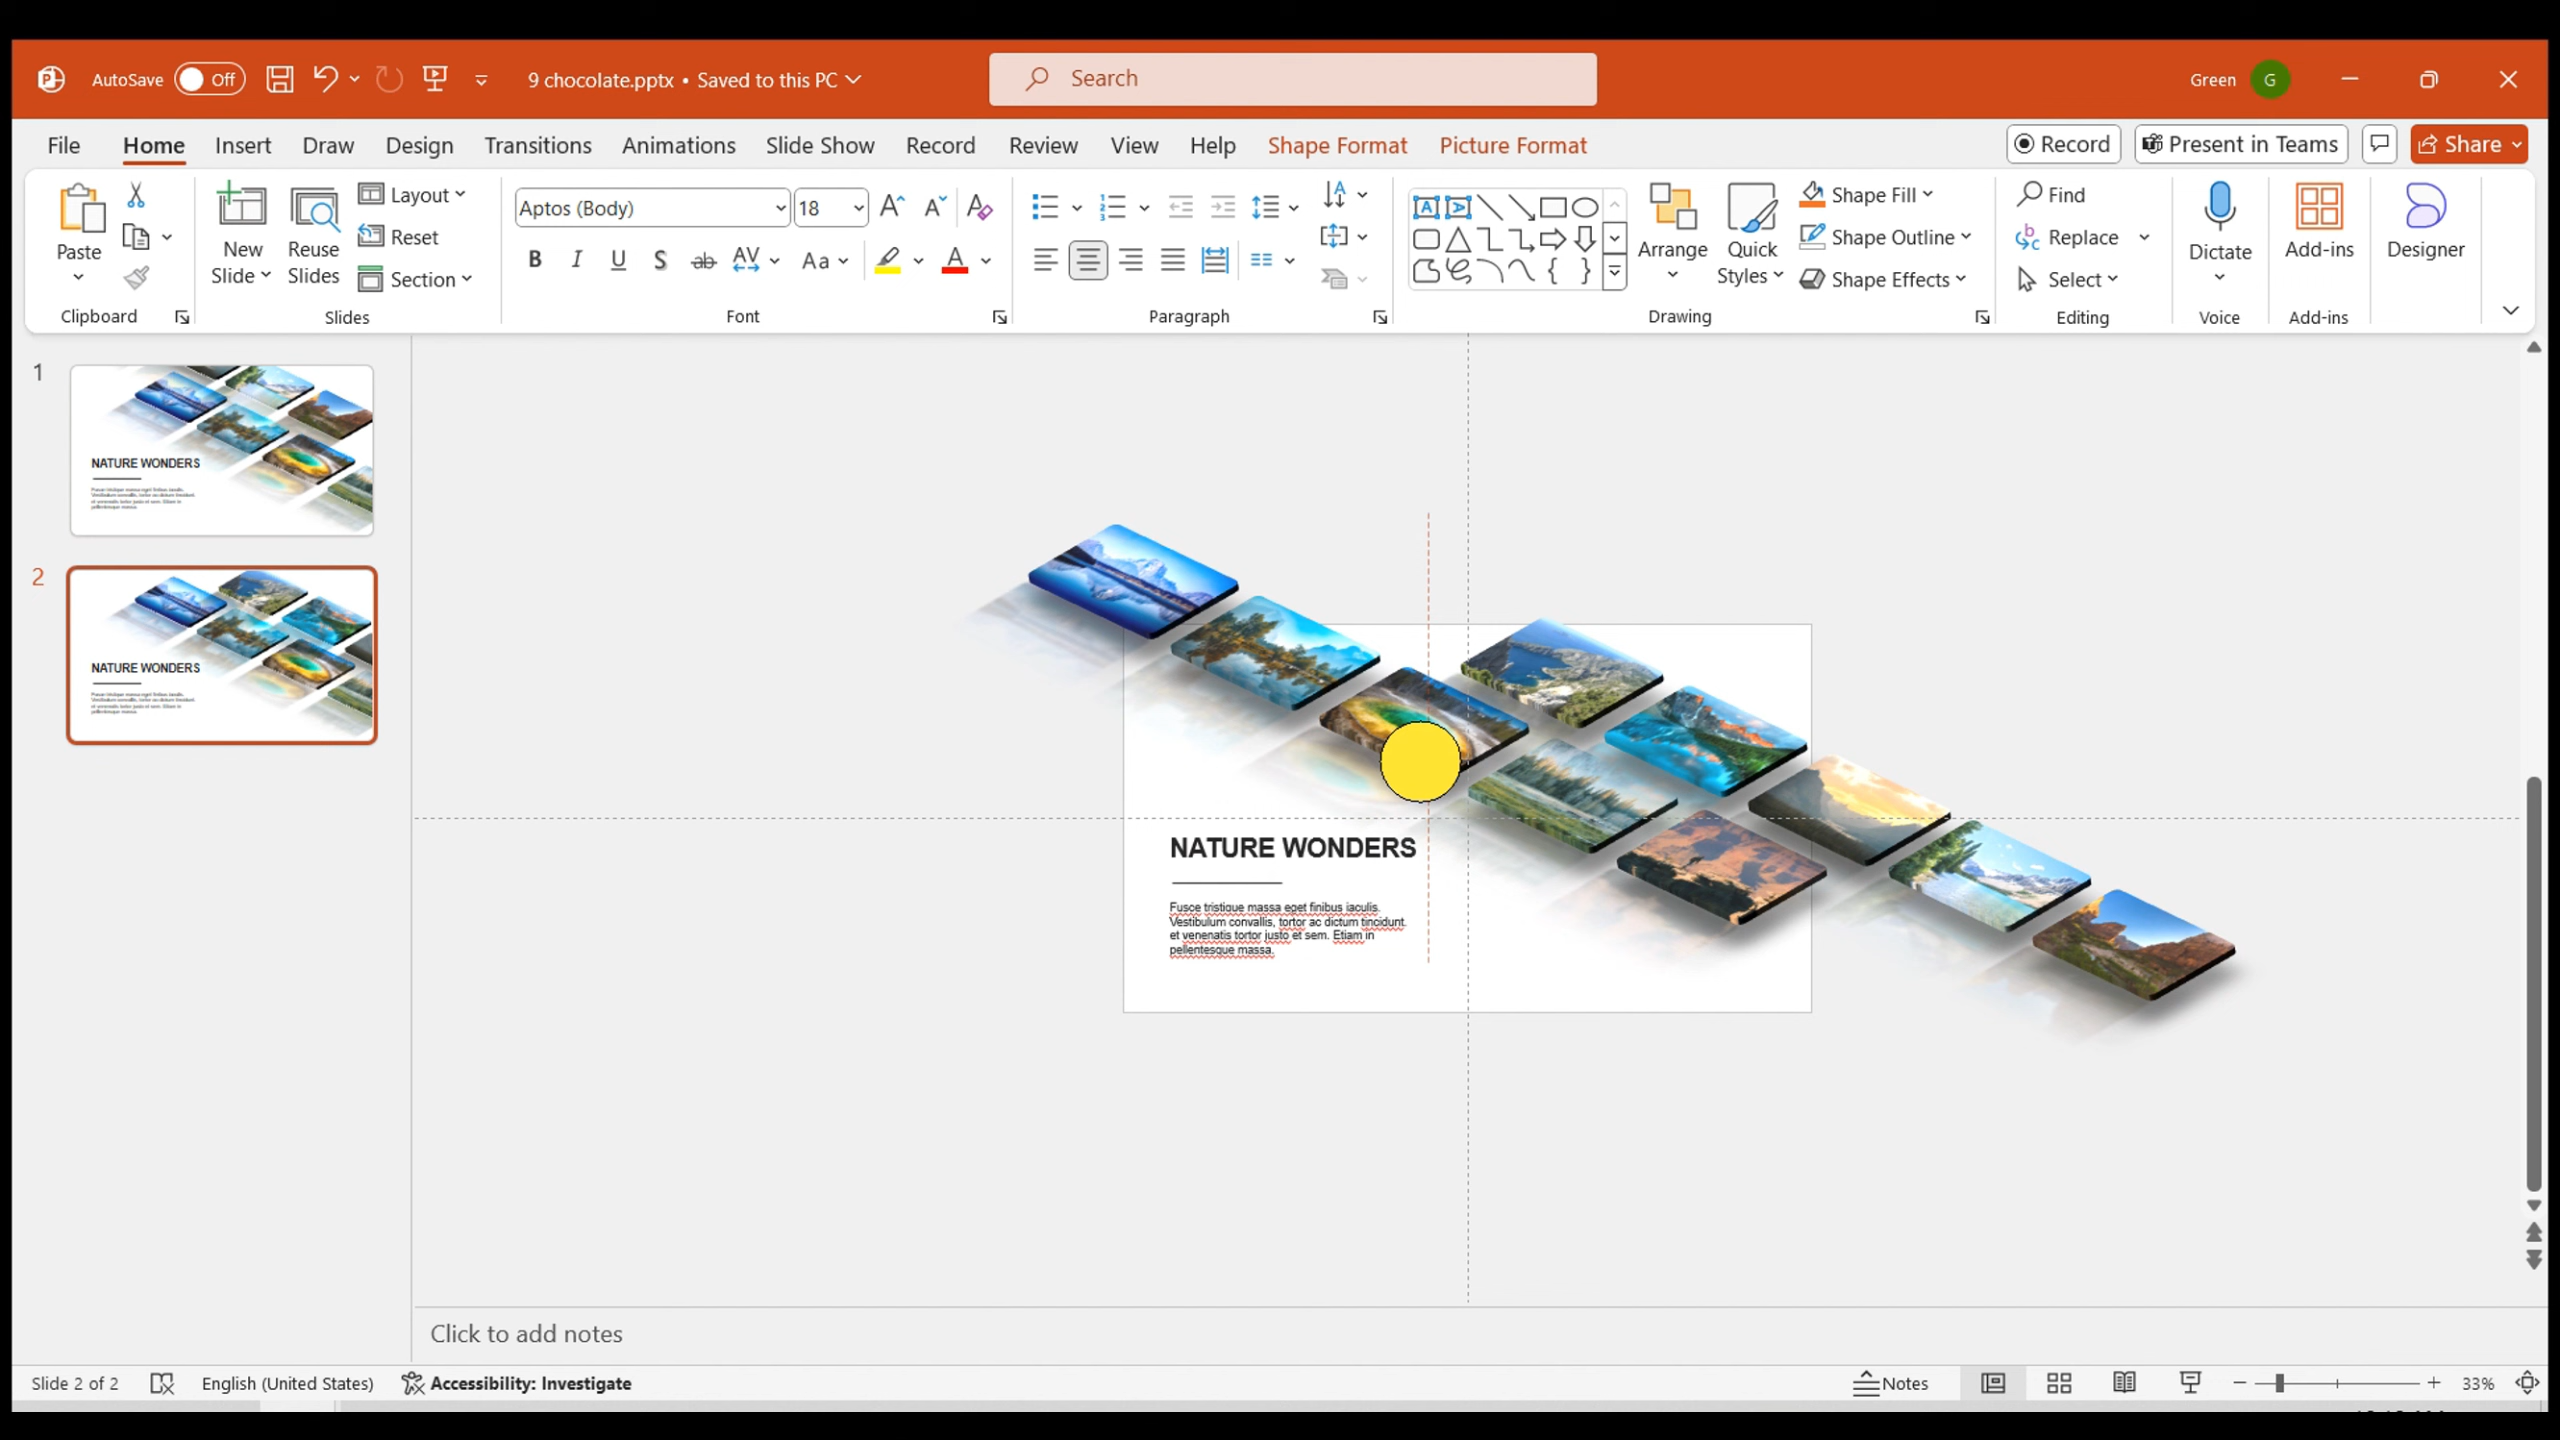 AutoSave Off 9 chocolate.pptx • Saved to this PC Search Green G
File Home Insert Draw Design Transitions Animations Slide Show Record Review View Help Shape Format Picture Format Record Present in Teams Share
Paste
Clipboard
New Slide
Reuse Slides
Layout
Reset
Section
Slides
Aptos (Body) 18
B I U S ab AV Aa A
Font
Paragraph
Arrange
Quick Styles
Shape Fill
Shape Outline
Shape Effects
Drawing
Find
Replace
Select
Editing
Dictate
Voice
Add-ins
Add-ins
Designer
1
NATURE WONDERS
2
NATURE WONDERS
NATURE WONDERS
Fusce tristique massa eget finibus iaculis.
Vestibulum convallis, tortor ac dictum tincidunt.
et venenatis tortor justo et sem. Etiam in
pellentesque massa.
Click to add notes
Slide 2 of 2 English (United States) Accessibility: Investigate Notes 33%